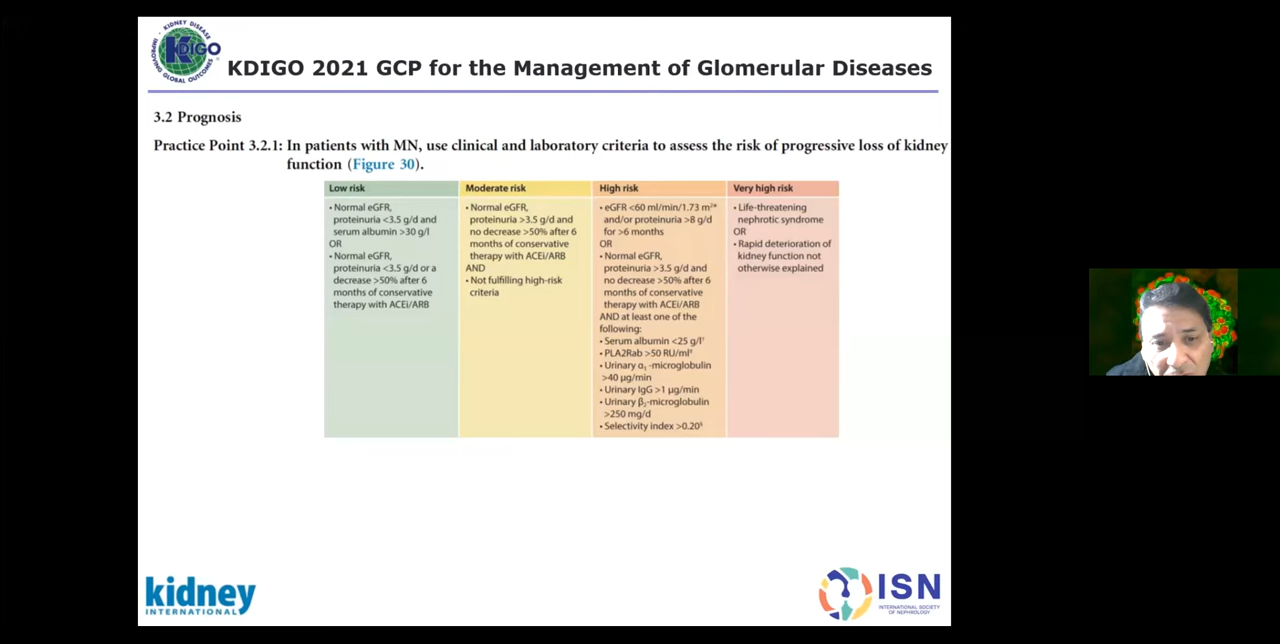 KIDNEY DISEASE
IMPROVING GLOBAL OUTCOMES
KDIGO
KDIGO 2021 GCP for the Management of Glomerular Diseases
3.2 Prognosis
Practice Point 3.2.1: In patients with MN, use clinical and laboratory criteria to assess the risk of progressive loss of kidney
function (Figure 30).
Low risk
• Normal eGFR,
proteinuria <3.5 g/d and
serum albumin >30 g/l
OR
• Normal eGFR,
proteinuria <3.5 g/d or a
decrease >50% after 6
months of conservative
therapy with ACEi/ARB
Moderate risk
• Normal eGFR,
proteinuria >3.5 g/d and
no decrease >50% after 6
months of conservative
therapy with ACEi/ARB
AND
• Not fulfilling high-risk
criteria
High risk
• eGFR <60 ml/min/1.73 m²*
and/or proteinuria >8 g/d
for >6 months
OR
• Normal eGFR,
proteinuria >3.5 g/d and
no decrease >50% after 6
months of conservative
therapy with ACEi/ARB
AND at least one of the
following:
• Serum albumin <25 g/l†
• PLA2Rab >50 RU/ml‡
• Urinary α₁-microglobulin
>40 µg/min
• Urinary IgG >1 µg/min
• Urinary β₂-microglobulin
>250 mg/d
• Selectivity index >0.20§
Very high risk
• Life-threatening
nephrotic syndrome
OR
• Rapid deterioration of
kidney function not
otherwise explained
kidney
INTERNATIONAL
ISN
INTERNATIONAL SOCIETY
OF NEPHROLOGY